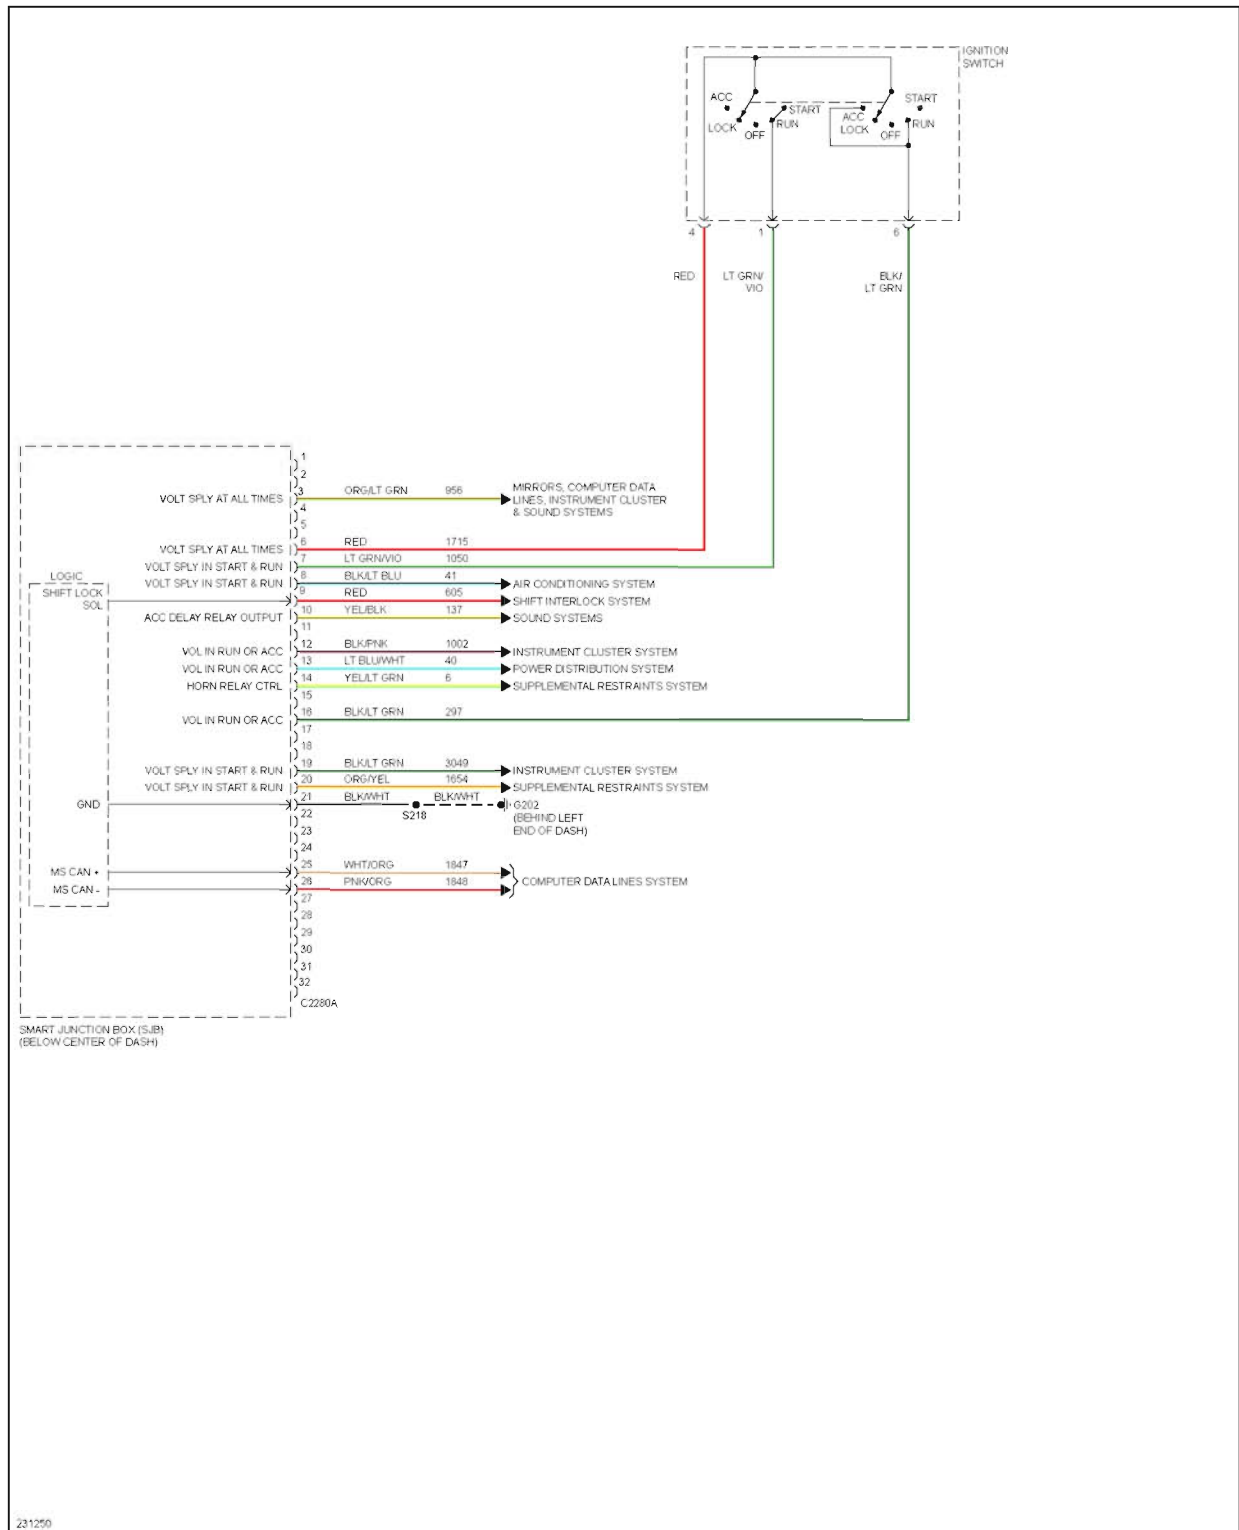 IGNITION
SWITCH
ACC
LOCK
OFF
RUN
START
ACC
LOCK
OFF
RUN
START
4
1
6
RED
LT GRN/
VIO
BLK/
LT GRN
1
2
3
VOLT SPLY AT ALL TIMES
ORG/LT GRN 956
MIRRORS, COMPUTER DATA
LINES, INSTRUMENT CLUSTER
& SOUND SYSTEMS
4
5
6
VOLT SPLY AT ALL TIMES
RED 1715
7
VOLT SPLY IN START & RUN
LT GRN/VIO 1050
8
VOLT SPLY IN START & RUN
BLK/LT BLU 41
AIR CONDITIONING SYSTEM
LOGIC
SHIFT LOCK
SOL
9
RED 605
SHIFT INTERLOCK SYSTEM
10
ACC DELAY RELAY OUTPUT
YEL/BLK 137
SOUND SYSTEMS
11
12
VOL IN RUN OR ACC
BLK/PNK 1002
INSTRUMENT CLUSTER SYSTEM
13
VOL IN RUN OR ACC
LT BLU/WHT 40
POWER DISTRIBUTION SYSTEM
14
HORN RELAY CTRL
YEL/LT GRN 6
SUPPLEMENTAL RESTRAINTS SYSTEM
15
16
VOL IN RUN OR ACC
BLK/LT GRN 297
17
18
19
VOLT SPLY IN START & RUN
BLK/LT GRN 3049
INSTRUMENT CLUSTER SYSTEM
20
VOLT SPLY IN START & RUN
ORG/YEL 1654
SUPPLEMENTAL RESTRAINTS SYSTEM
21
GND
BLK/WHT
S218
BLK/WHT
G202
(BEHIND LEFT
END OF DASH)
22
23
24
25
MS CAN +
WHT/ORG 1847
26
MS CAN -
PNK/ORG 1848
COMPUTER DATA LINES SYSTEM
27
28
29
30
31
32
C2280A
SMART JUNCTION BOX (SJB)
(BELOW CENTER OF DASH)
231250